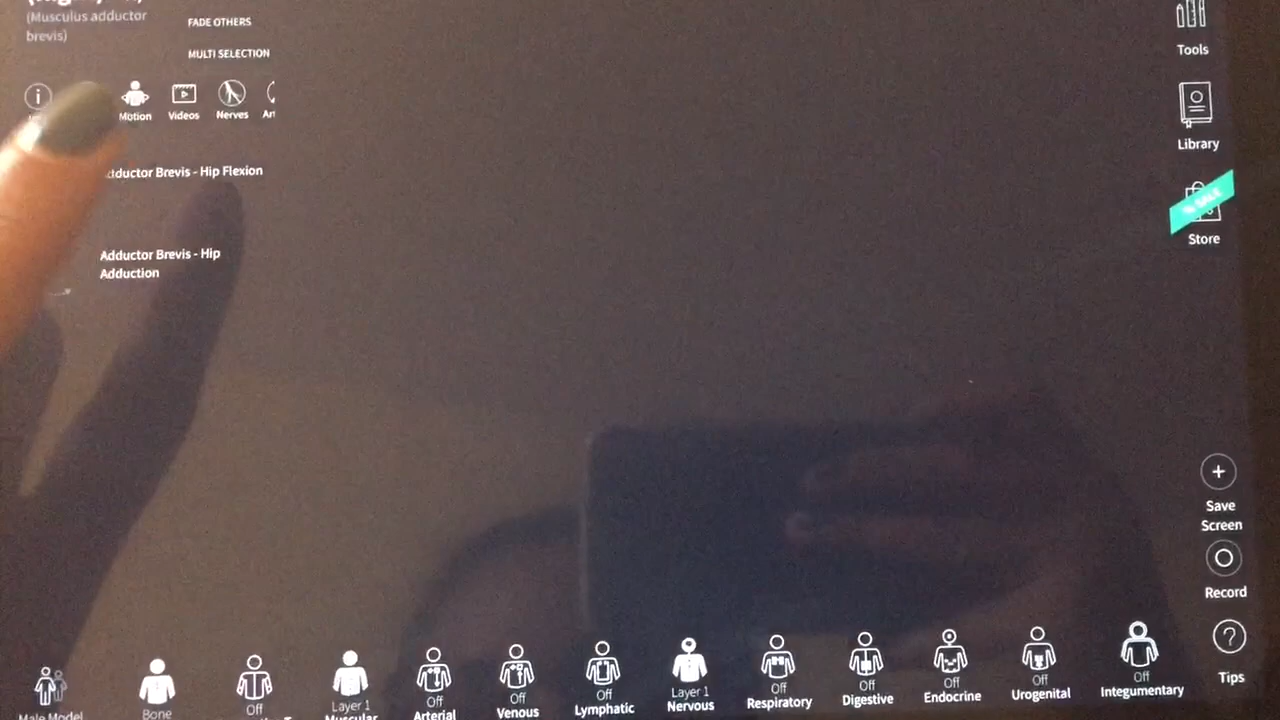 (Musculus adductor
brevis)
FADE OTHERS
MULTI SELECTION
Motion
Videos
Nerves
Adductor Brevis - Hip Flexion
Adductor Brevis - Hip
Adduction
Tools
Library
SALE
Store
Save
Screen
Record
Tips
Male Model
Bone
Off
Layer 1
Muscular
Off
Arterial
Off
Venous
Off
Lymphatic
Layer 1
Nervous
Off
Respiratory
Off
Digestive
Off
Endocrine
Off
Urogenital
Off
Integumentary